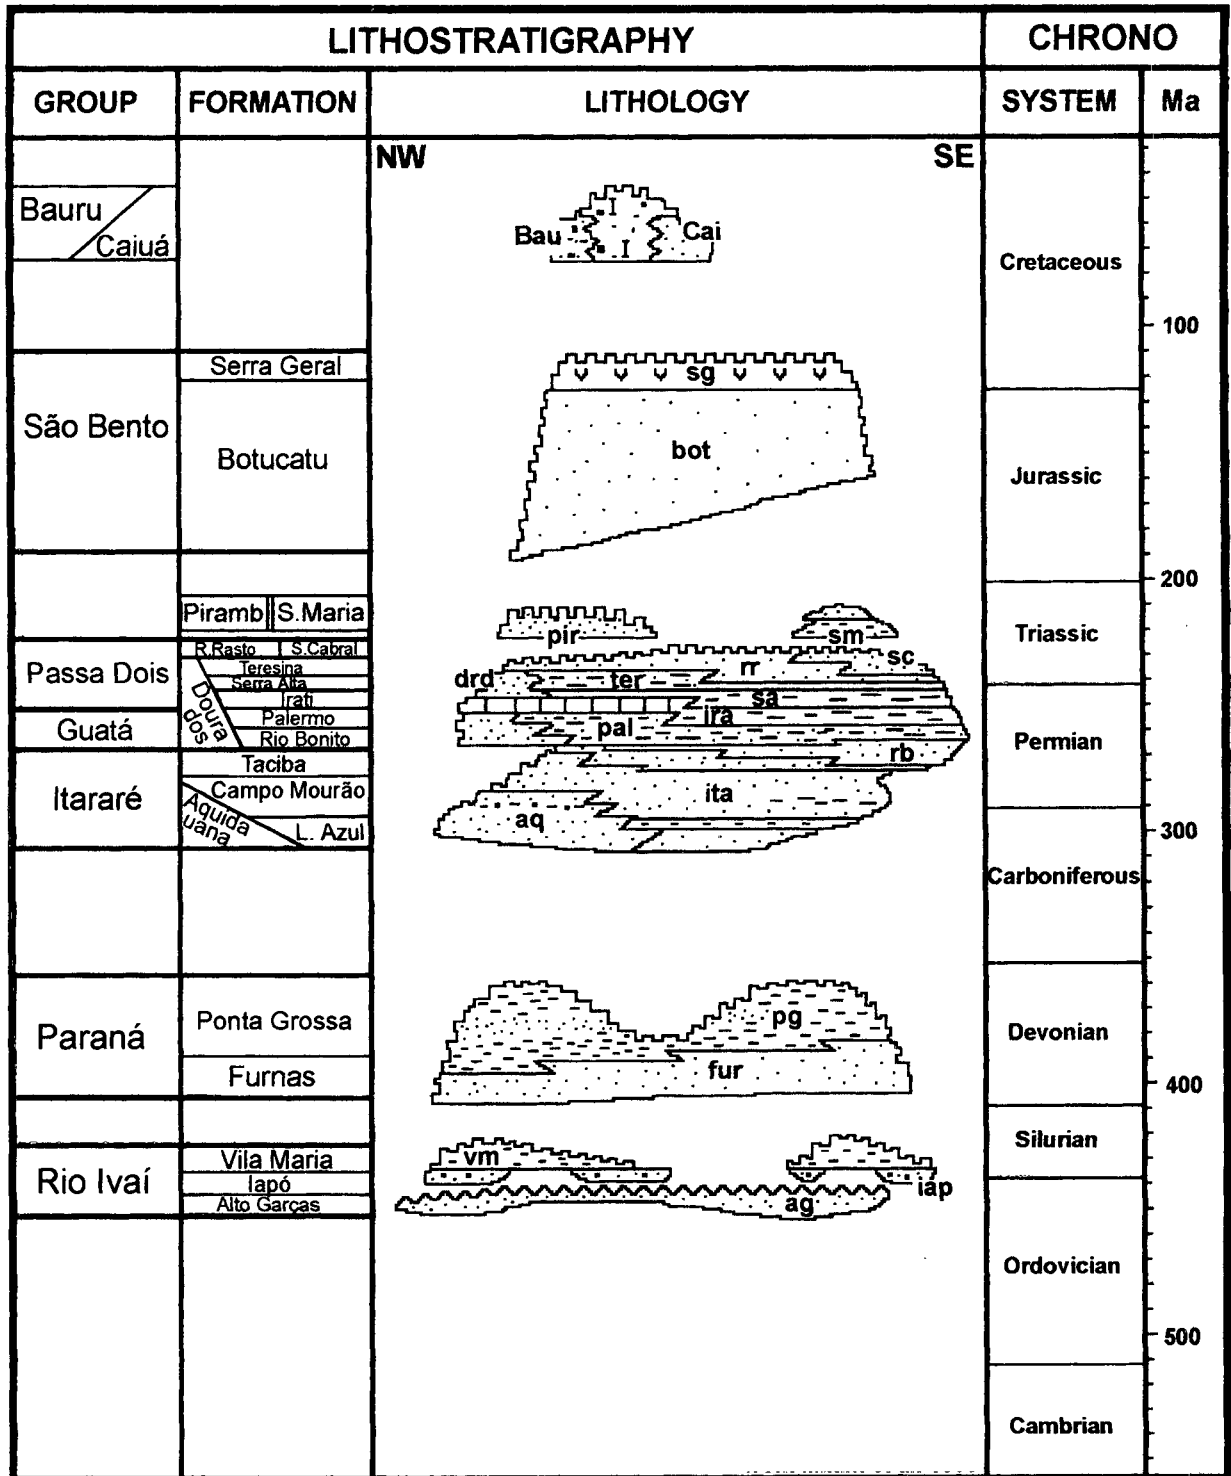 LITHOSTRATIGRAPHY CHRONO
GROUP FORMATION LITHOLOGY SYSTEM Ma
NW SE
Bauru
Caiuá
Bau Cai
Cretaceous
100
Serra Geral
sg
São Bento
Botucatu
bot
Jurassic
200
Piramb S.Maria
pir sm
Triassic
R.Rasto S.Cabral
Passa Dois
Teresina
Serra Alta
Irati
Doura
dos
drd ter rr sc
sa
ira
Guatá
Palermo
Rio Bonito
pal
rb
Permian
Itararé
Taciba
Campo Mourão
Aquida
uana
L. Azul
ita
aq
300
Carboniferous
Paraná
Ponta Grossa
Furnas
pg
fur
Devonian
400
Silurian
Rio Ivaí
Vila Maria
Iapó
Alto Garças
vm
iap
ag
Ordovician
500
Cambrian